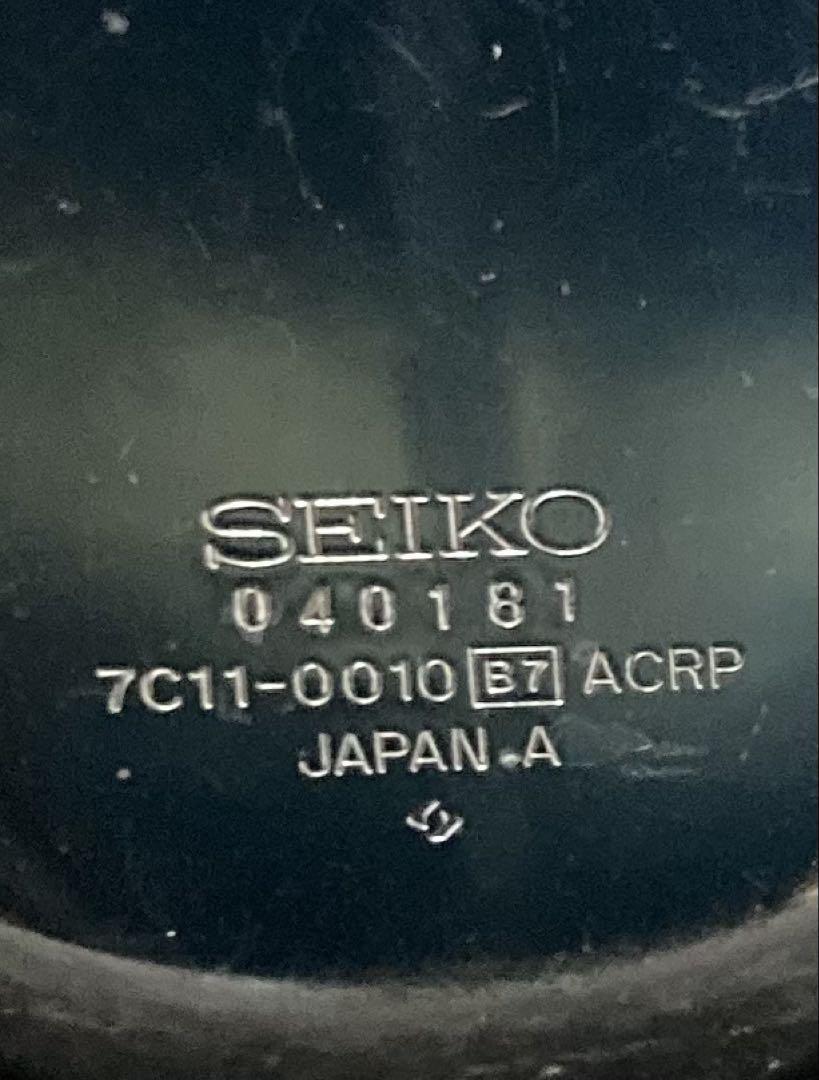 SEIKO
040181
7C11-0010 B7 ACRP
JAPAN A